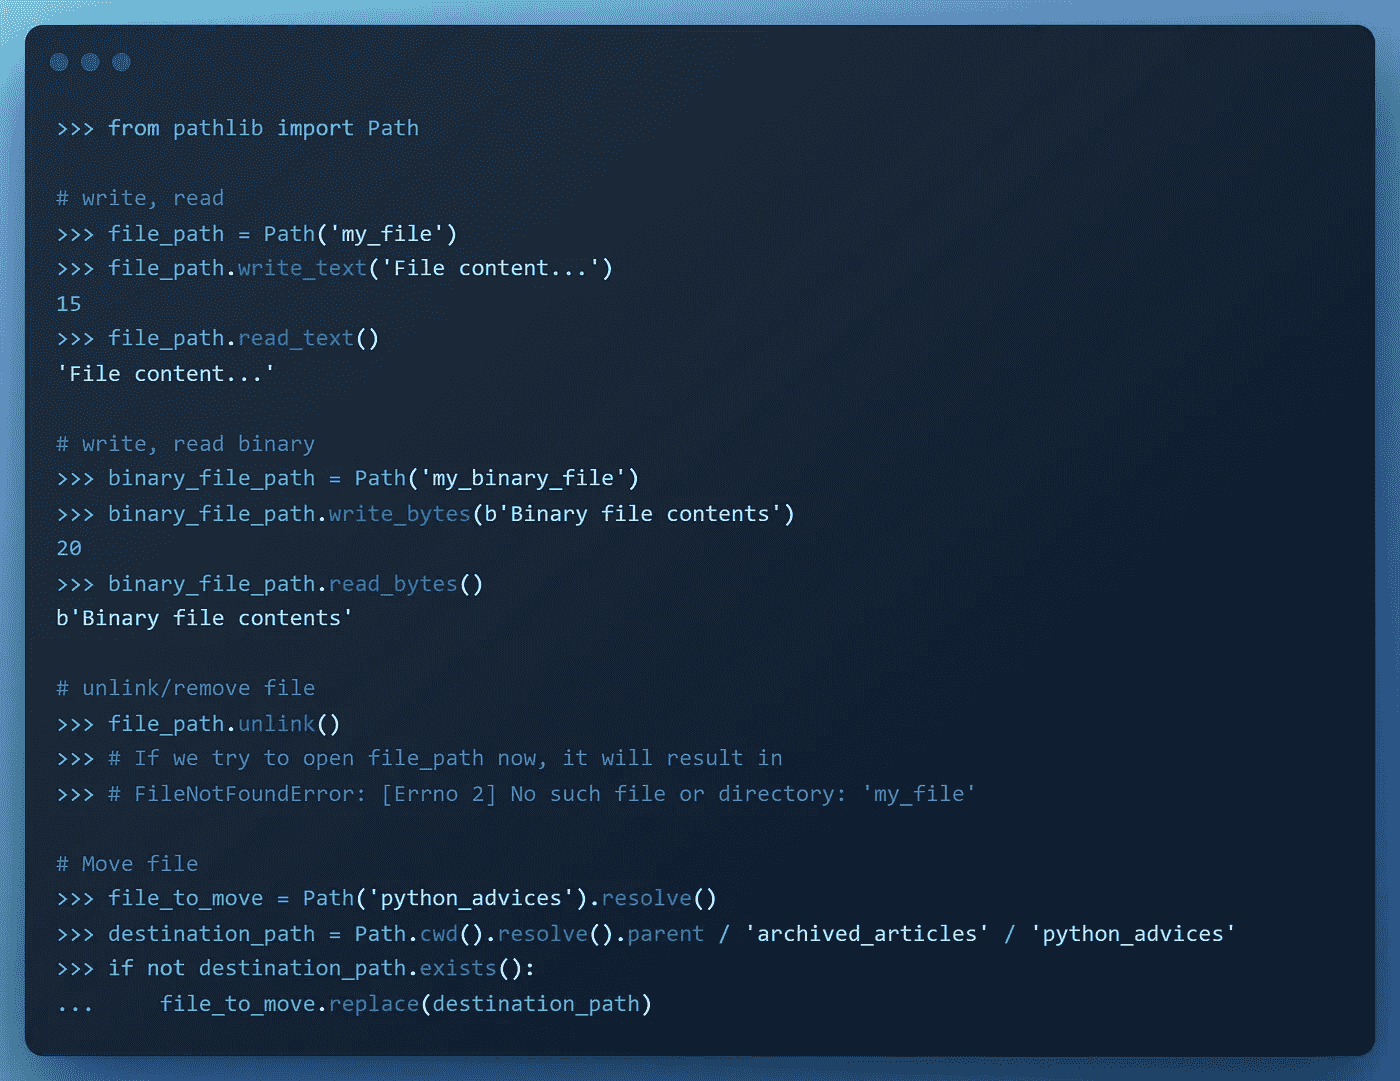 >>> from pathlib import Path
# write, read
>>> file_path = Path('my_file')
>>> file_path.write_text('File content...')
15
>>> file_path.read_text()
'File content...'
# write, read binary
>>> binary_file_path = Path('my_binary_file')
>>> binary_file_path.write_bytes(b'Binary file contents')
20
>>> binary_file_path.read_bytes()
b'Binary file contents'
# unlink/remove file
>>> file_path.unlink()
>>> # If we try to open file_path now, it will result in
>>> # FileNotFoundError: [Errno 2] No such file or directory: 'my_file'
# Move file
>>> file_to_move = Path('python_advices').resolve()
>>> destination_path = Path.cwd().resolve().parent / 'archived_articles' / 'python_advices'
>>> if not destination_path.exists():
...     file_to_move.replace(destination_path)